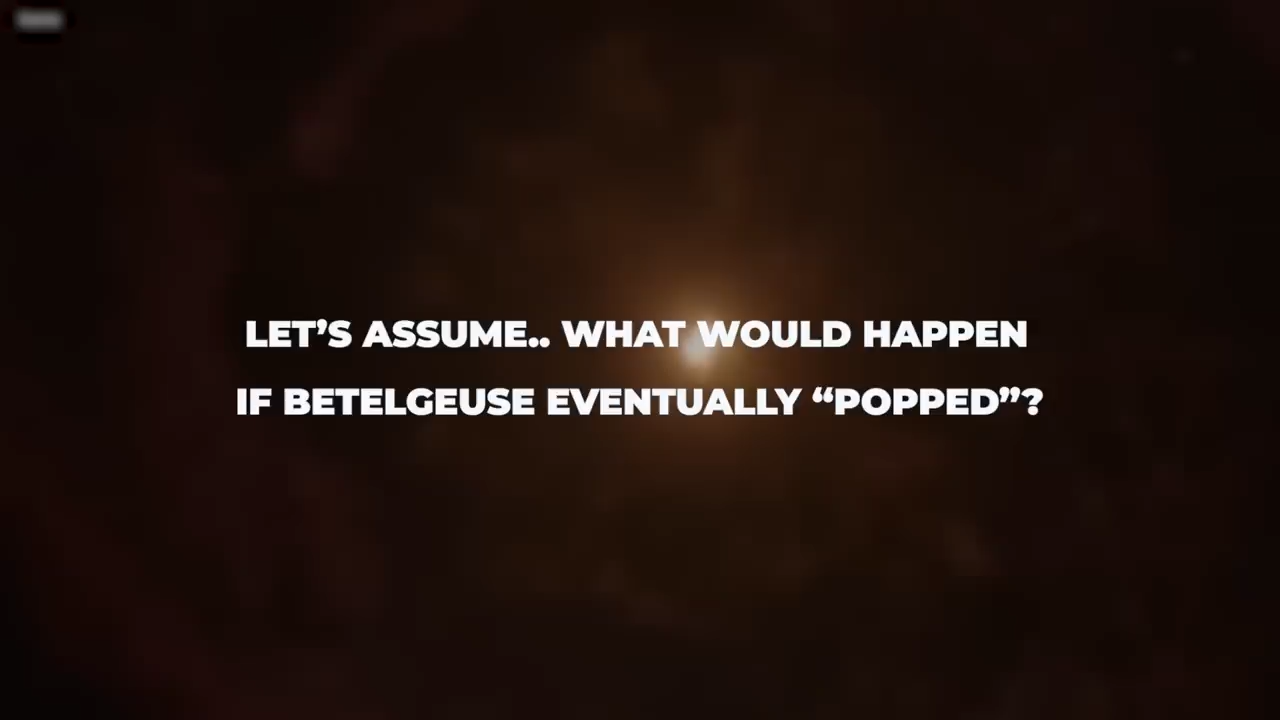 LET’S ASSUME.. WHAT WOULD HAPPEN
IF BETELGEUSE EVENTUALLY “POPPED”?